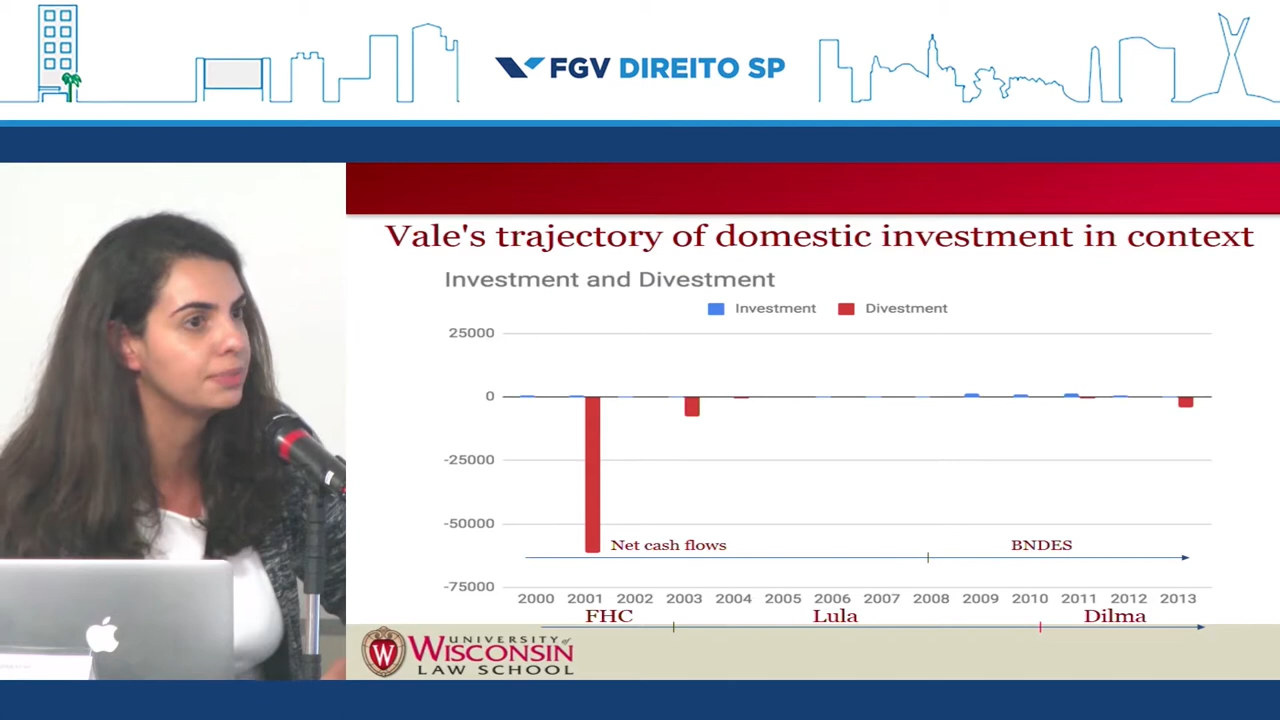 FGV DIREITO SP
Vale's trajectory of domestic investment in context
Investment and Divestment
Investment Divestment
25000
0
-25000
-50000
Net cash flows BNDES
-75000
2000 2001 2002 2003 2004 2005 2006 2007 2008 2009 2010 2011 2012 2013
FHC Lula Dilma
W UNIVERSITY of
WISCONSIN
LAW SCHOOL